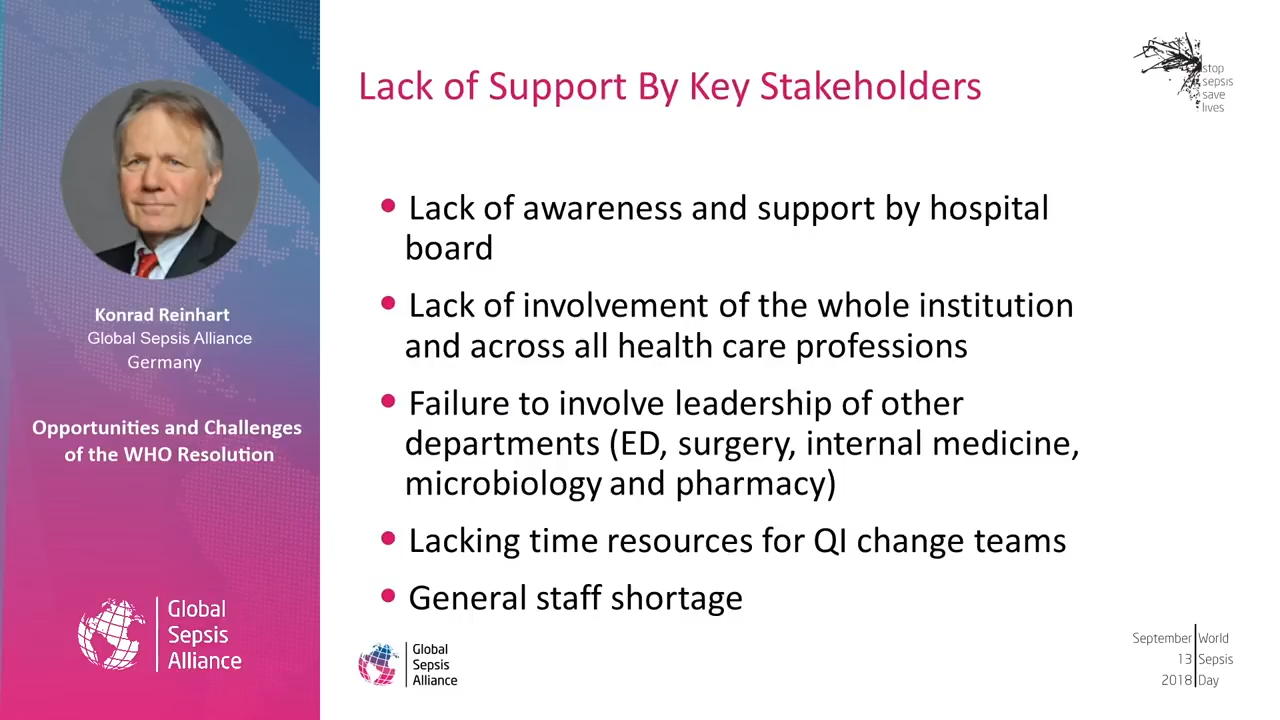 Konrad Reinhart
Global Sepsis Alliance
Germany
Opportunities and Challenges
of the WHO Resolution
Global
Sepsis
Alliance
Lack of Support By Key Stakeholders
stop
sepsis
save
lives
• Lack of awareness and support by hospital
board
• Lack of involvement of the whole institution
and across all health care professions
• Failure to involve leadership of other
departments (ED, surgery, internal medicine,
microbiology and pharmacy)
• Lacking time resources for QI change teams
• General staff shortage
Global
Sepsis
Alliance
September World
13 Sepsis
2018 Day